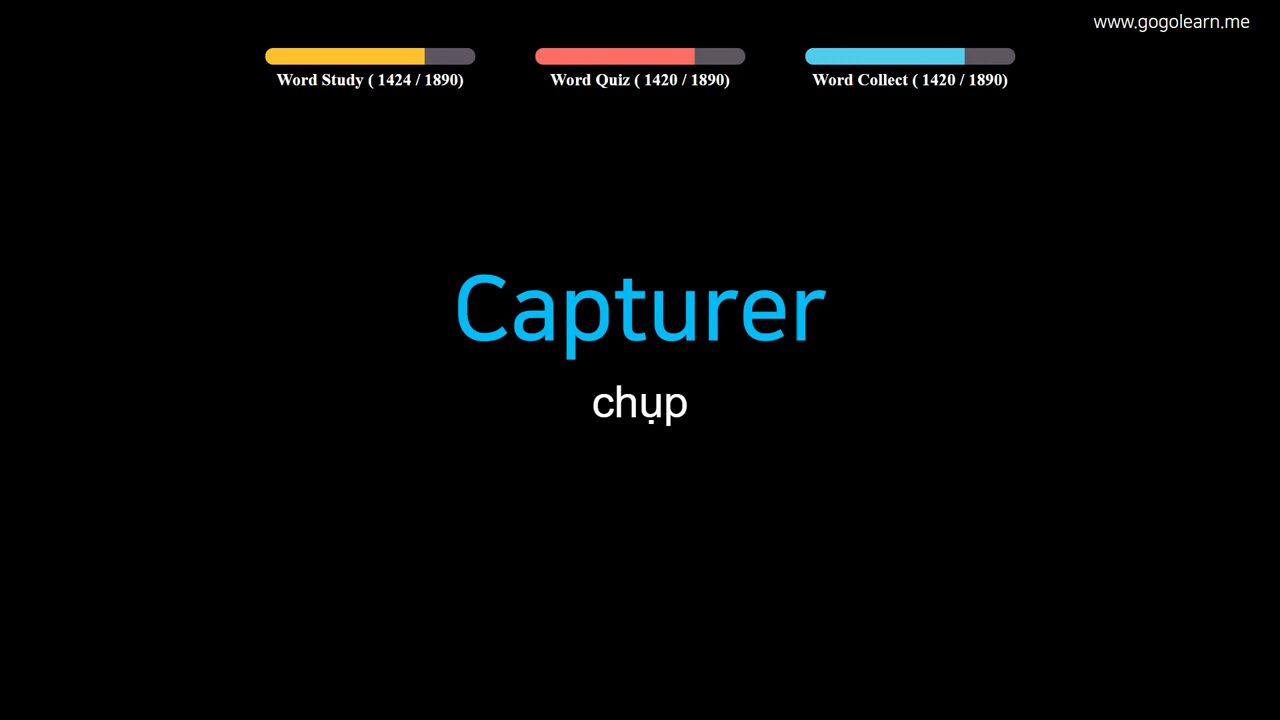 www.gogolearn.me
Word Study ( 1424 / 1890)
Word Quiz ( 1420 / 1890)
Word Collect ( 1420 / 1890)
Capturer
chụp